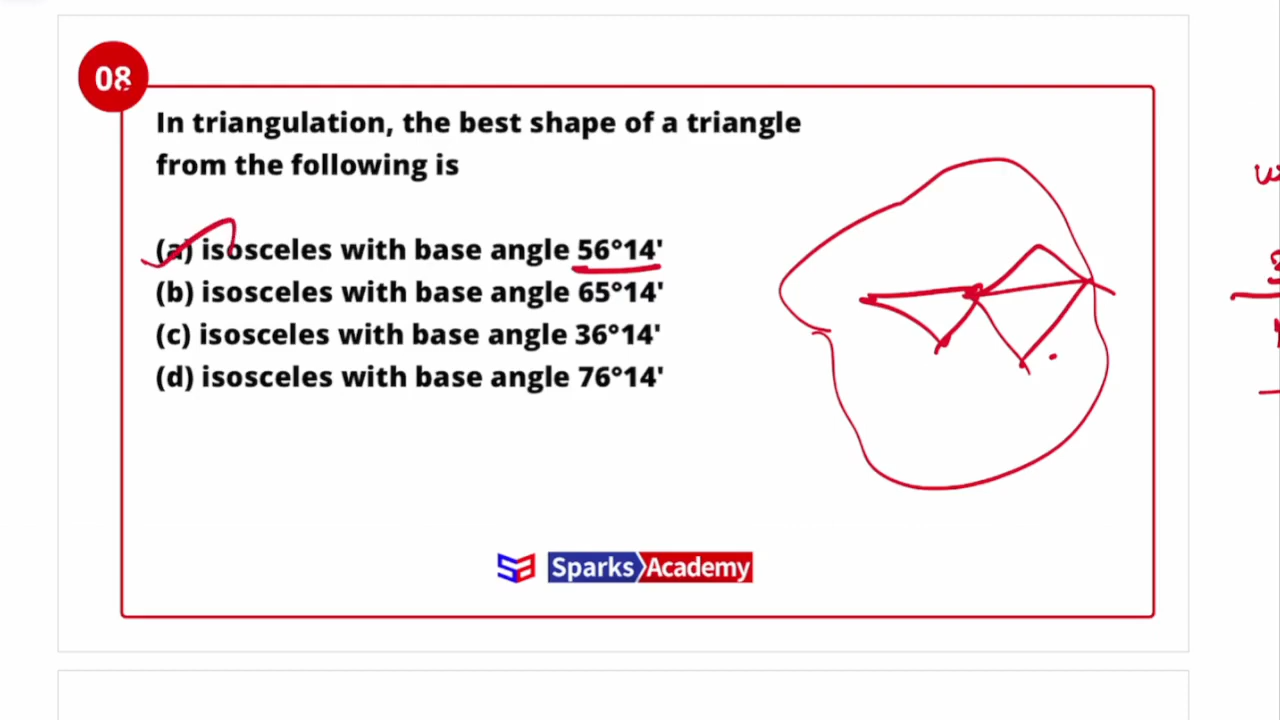 08
In triangulation, the best shape of a triangle
from the following is
(a) isosceles with base angle 56°14'
(b) isosceles with base angle 65°14'
(c) isosceles with base angle 36°14'
(d) isosceles with base angle 76°14'
Sparks Academy